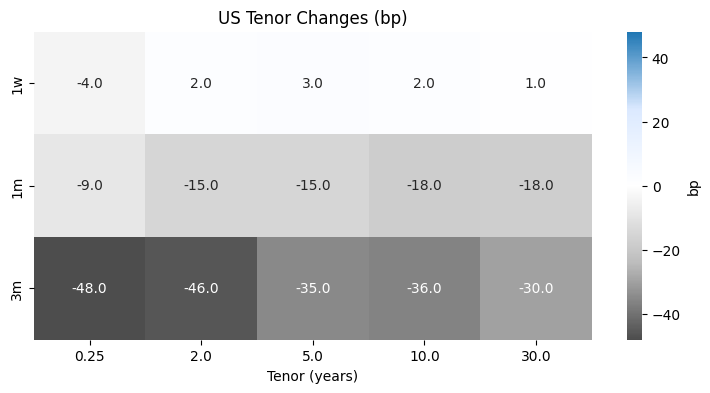 US Tenor Changes (bp)
1w -4.0 2.0 3.0 2.0 1.0
1m -9.0 -15.0 -15.0 -18.0 -18.0
3m -48.0 -46.0 -35.0 -36.0 -30.0
0.25 2.0 5.0 10.0 30.0
Tenor (years)
40
20
0
−20
−40
bp